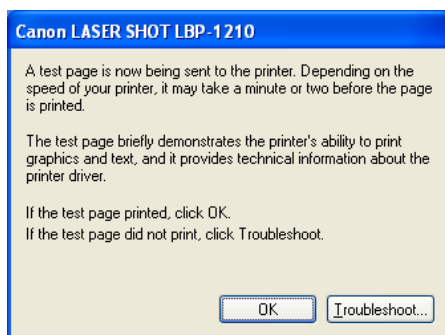 Canon LASER SHOT LBP-1210
A test page is now being sent to the printer. Depending on the
speed of your printer, it may take a minute or two before the page
is printed.
The test page briefly demonstrates the printer's ability to print
graphics and text, and it provides technical information about the
printer driver.
If the test page printed, click OK.
If the test page did not print, click Troubleshoot.
OK
Troubleshoot...